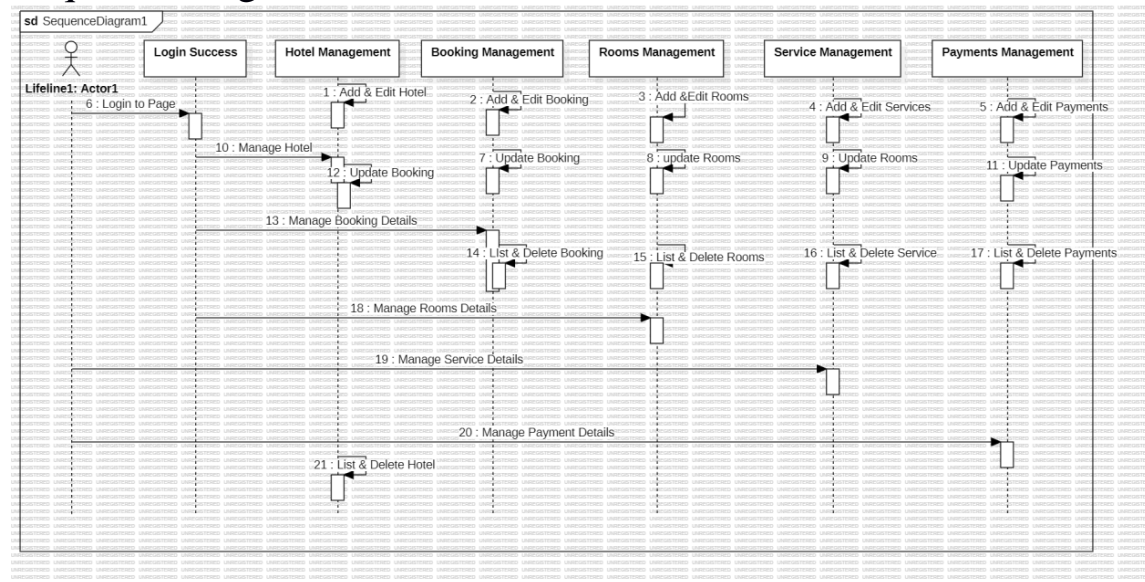 sd SequenceDiagram1
Login Success
Hotel Management
Booking Management
Rooms Management
Service Management
Payments Management
Lifeline1: Actor1
1 : Add & Edit Hotel
2 : Add & Edit Booking
3 : Add &Edit Rooms
4 : Add & Edit Services
5 : Add & Edit Payments
6 : Login to Page
10 : Manage Hotel
7 : Update Booking
8 : update Rooms
9 : Update Rooms
11 : Update Payments
12 : Update Booking
13 : Manage Booking Details
14 : LIst & Delete Booking
15 : List & Delete Rooms
16 : List & Delete Service
17 : List & Delete Payments
18 : Manage Rooms Details
19 : Manage Service Details
20 : Manage Payment Details
21 : List & Delete Hotel